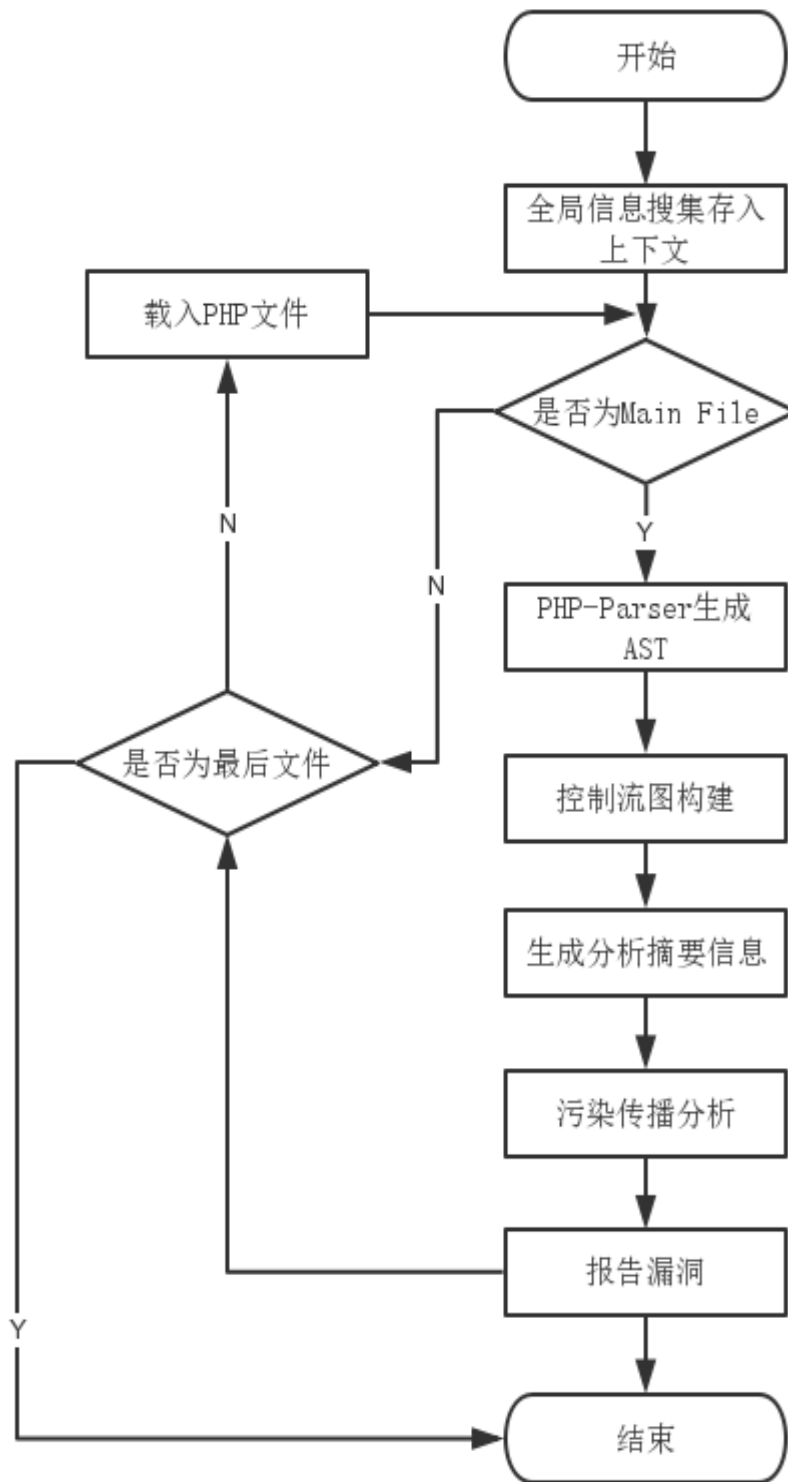 开始
全局信息搜集存入
上下文
载入PHP文件
是否为Main File
N
Y
N
PHP-Parser生成
AST
是否为最后文件
控制流图构建
生成分析摘要信息
污染传播分析
报告漏洞
Y
结束